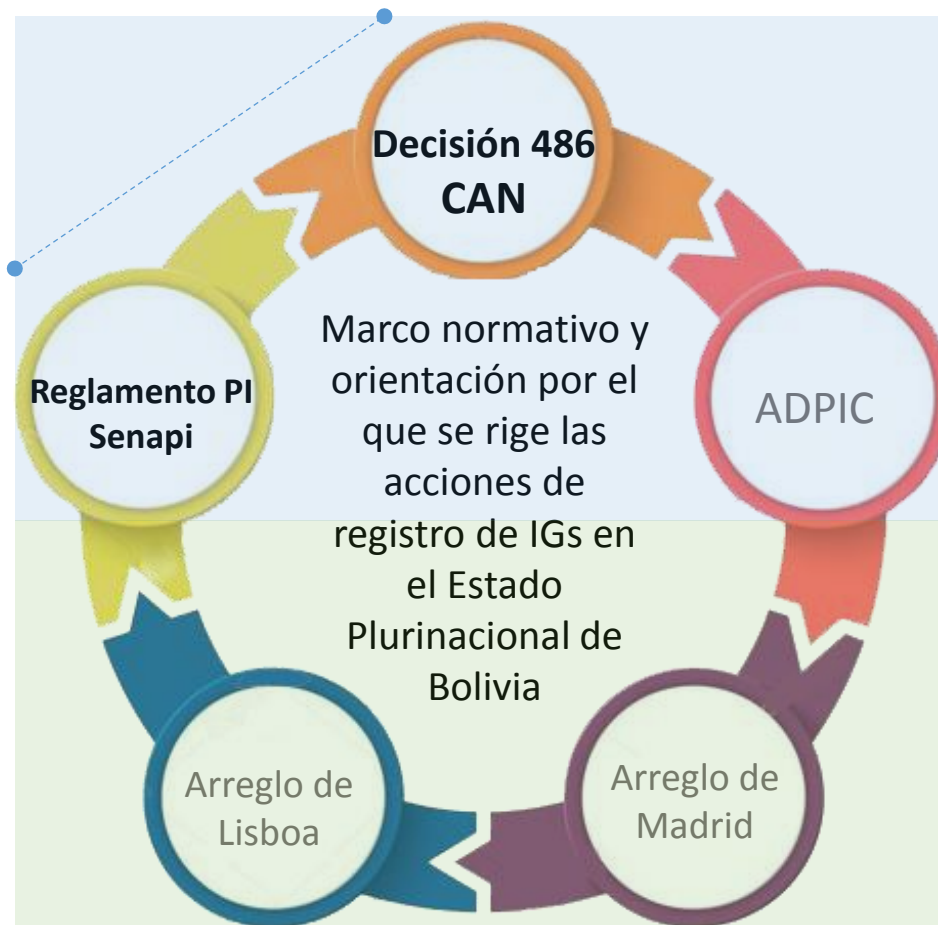 Decisión 486
CAN
Reglamento PI
Senapi
Marco normativo y
orientación por el
que se rige las
acciones de
registro de IGs en
el Estado
Plurinacional de
Bolivia
ADPIC
Arreglo de
Lisboa
Arreglo de
Madrid